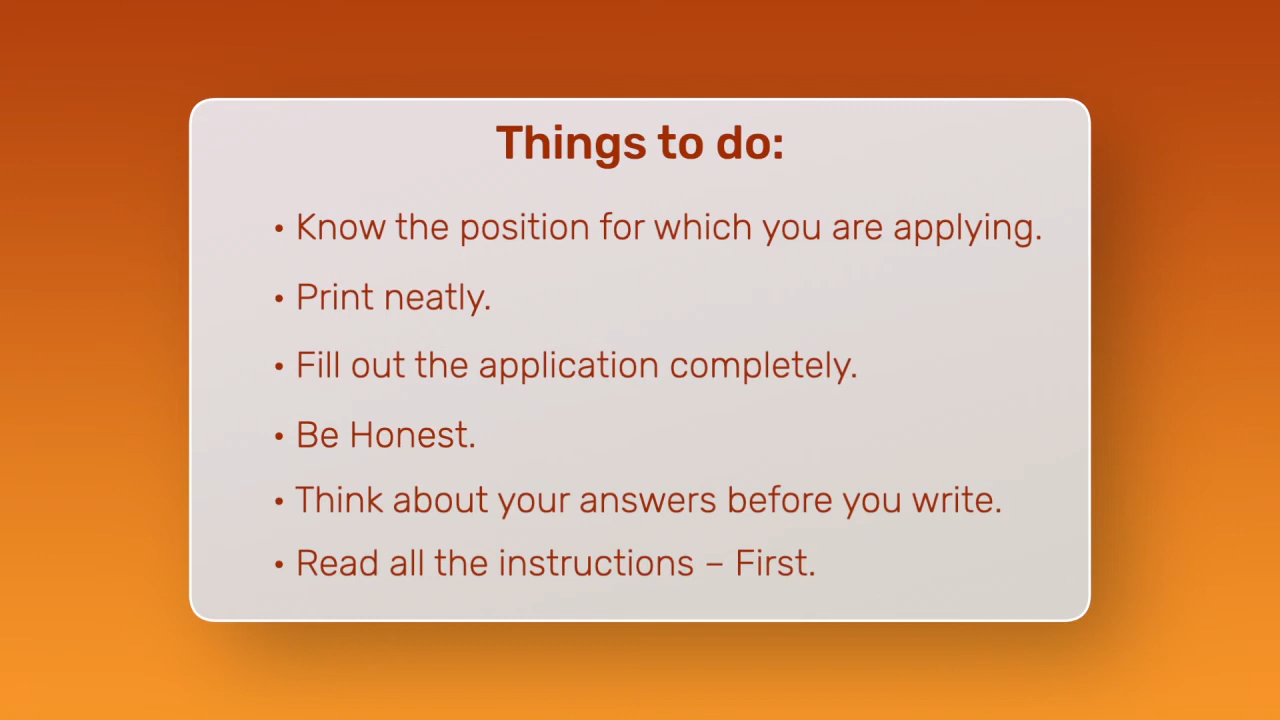 Things to do:
• Know the position for which you are applying.
• Print neatly.
• Fill out the application completely.
• Be Honest.
• Think about your answers before you write.
• Read all the instructions – First.